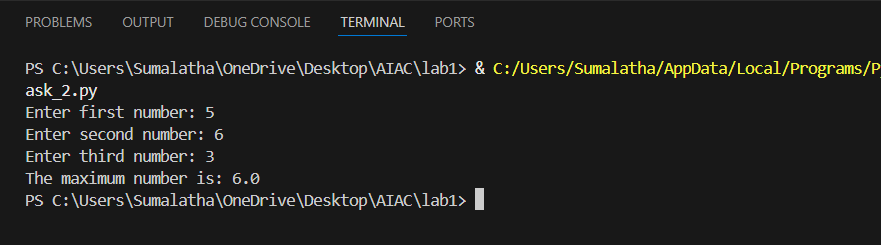 PROBLEMS OUTPUT DEBUG CONSOLE TERMINAL PORTS
PS C:\Users\Sumalatha\OneDrive\Desktop\AIAC\lab1> & C:/Users/Sumalatha/AppData/Local/Programs/P
ask_2.py
Enter first number: 5
Enter second number: 6
Enter third number: 3
The maximum number is: 6.0
PS C:\Users\Sumalatha\OneDrive\Desktop\AIAC\lab1>